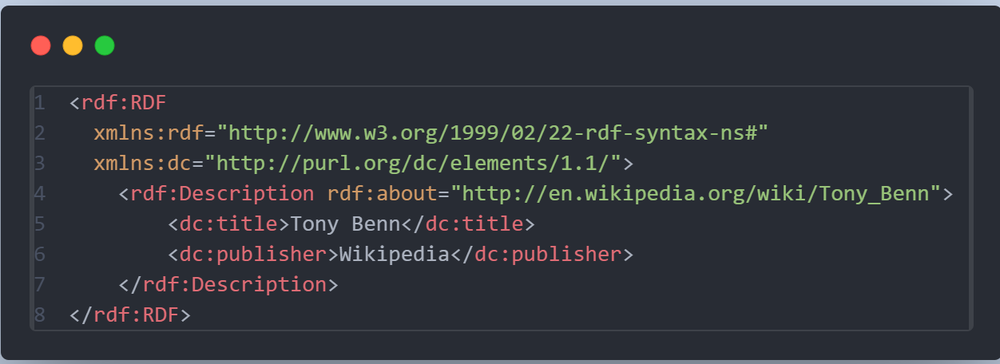 1 <rdf:RDF
2 xmlns:rdf="http://www.w3.org/1999/02/22-rdf-syntax-ns#"
3 xmlns:dc="http://purl.org/dc/elements/1.1/">
4 <rdf:Description rdf:about="http://en.wikipedia.org/wiki/Tony_Benn">
5 <dc:title>Tony Benn</dc:title>
6 <dc:publisher>Wikipedia</dc:publisher>
7 </rdf:Description>
8 </rdf:RDF>